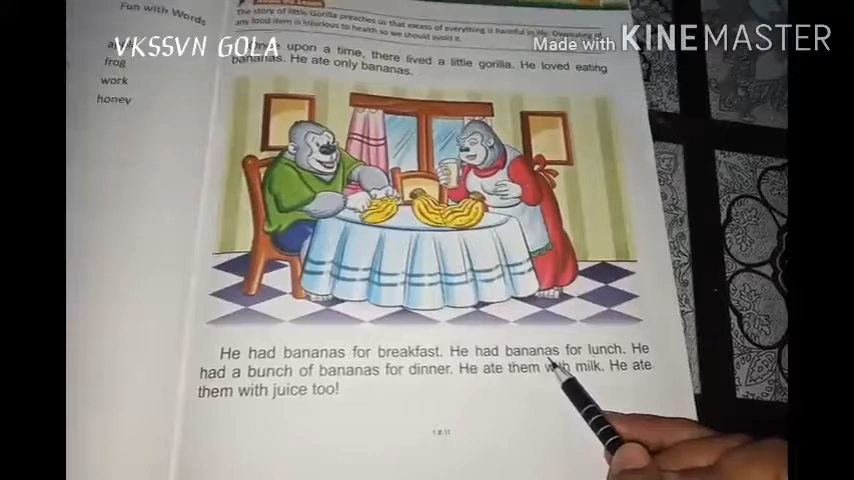 Fun with Words
frog
work
honey
VKSSVN GOLA
Made with KINEMASTER
The story of little Gorilla preaches us that excess of everything is harmful in life. Overeating of
any food item is injurious to health so we should avoid it.
upon a time, there lived a little gorilla. He loved eating
bananas. He ate only bananas.
He had bananas for breakfast. He had bananas for lunch. He
had a bunch of bananas for dinner. He ate them with milk. He ate
them with juice too!